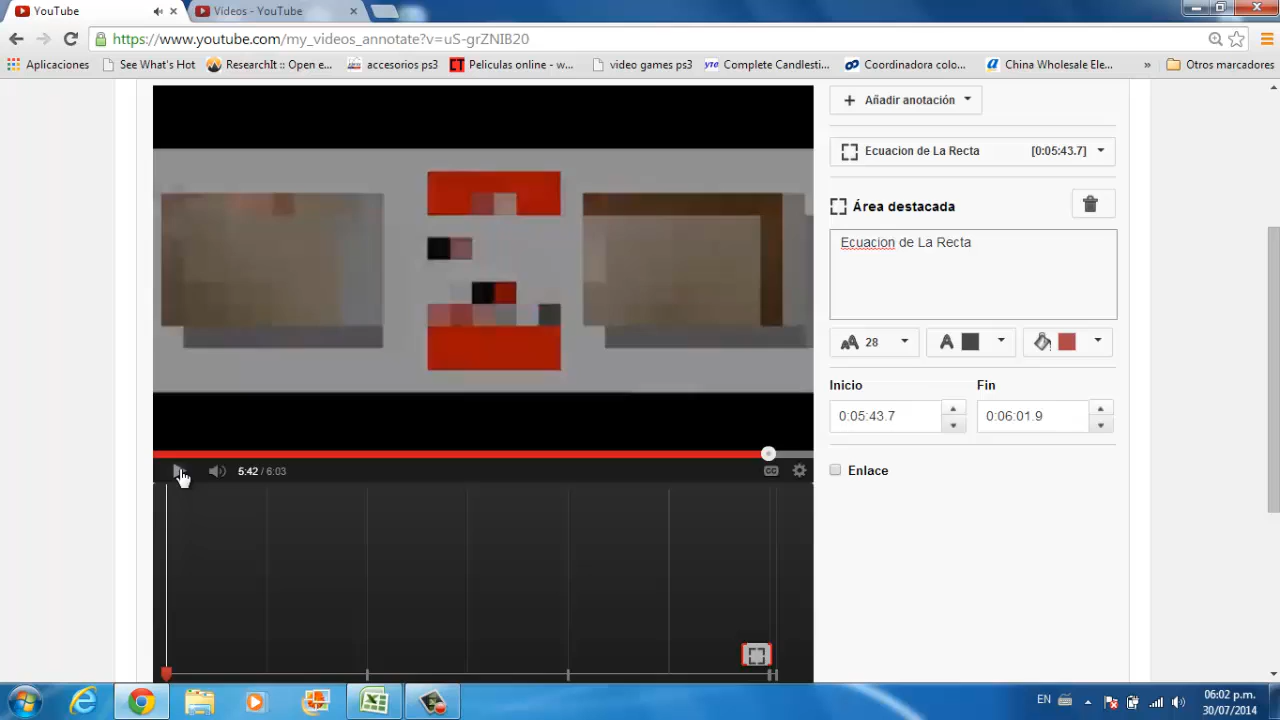 YouTube
Videos - YouTube
https://www.youtube.com/my_videos_annotate?v=uS-grZNIB20
Aplicaciones
See What's Hot
ResearchIt :: Open e...
accesorios ps3
Peliculas online - w...
video games ps3
Complete Candlesti...
Coordinadora colo...
China Wholesale Ele...
»
Otros marcadores
Añadir anotación
Ecuacion de La Recta [0:05:43.7]
Área destacada
Ecuacion de La Recta
28
Inicio Fin
0:05:43.7 0:06:01.9
Enlace
5:42 / 6:03
EN
06:02 p.m.
30/07/2014